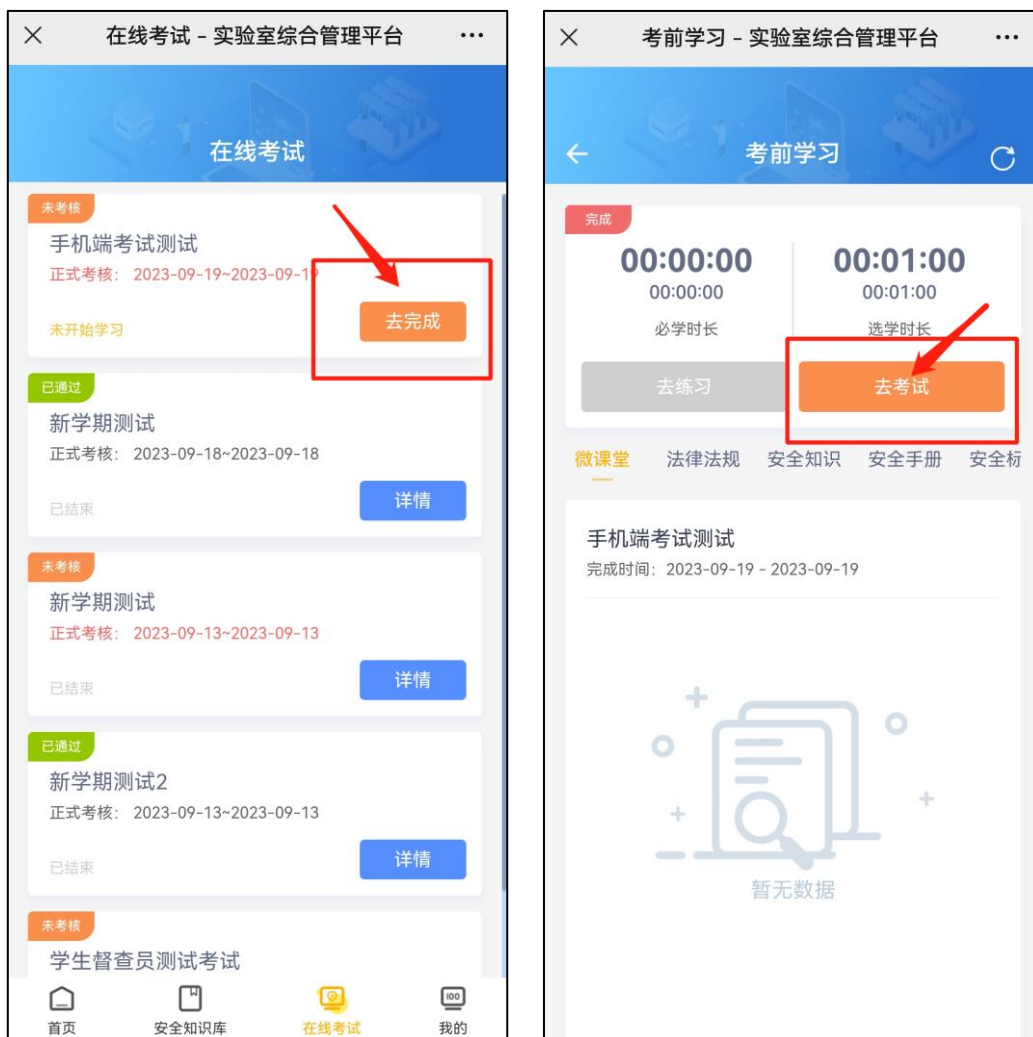 在线考试 - 实验室综合管理平台
在线考试
未考核
手机端考试测试
正式考核： 2023-09-19~2023-09-19
未开始学习
去完成
已通过
新学期测试
正式考核： 2023-09-18~2023-09-18
已结束
详情
未考核
新学期测试
正式考核： 2023-09-13~2023-09-13
已结束
详情
已通过
新学期测试2
正式考核： 2023-09-13~2023-09-13
已结束
详情
未考核
学生督查员测试考试
首页
安全知识库
在线考试
100
我的
考前学习 - 实验室综合管理平台
考前学习
完成
00:00:00
00:00:00
必学时长
00:01:00
00:01:00
选学时长
去练习
去考试
微课堂 法律法规 安全知识 安全手册 安全标
手机端考试测试
完成时间：2023-09-19 - 2023-09-19
暂无数据